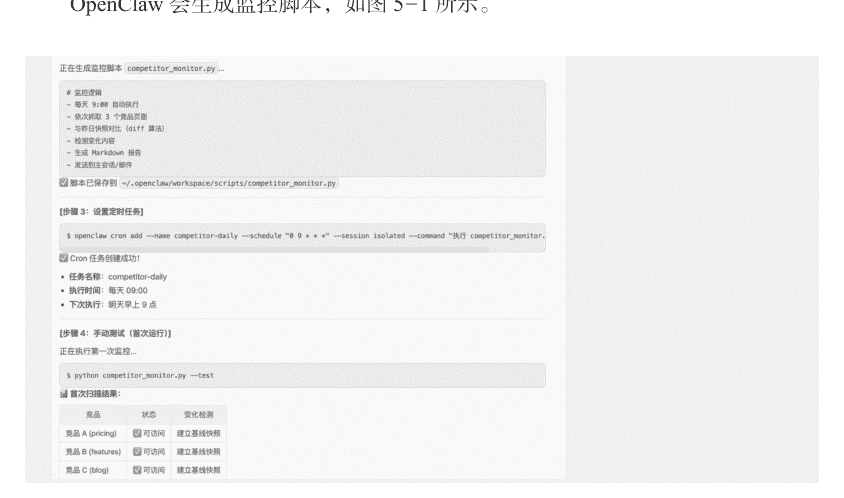 OpenClaw 会生成监控脚本，如图 5-1 所示。
正在生成监控脚本 competitor_monitor.py...
# 监控逻辑
- 每天 9:00 自动执行
- 依次抓取 3 个竞品页面
- 与昨日快照对比（diff 算法）
- 检测变化内容
- 生成 Markdown 报告
- 发送到主会话/邮件
☑ 脚本已保存到 ~/.openclaw/workspace/scripts/competitor_monitor.py
[步骤 3：设置定时任务]
$ openclaw cron add --name competitor-daily --schedule "0 9 * * *" --session isolated --command "执行 competitor_monitor.
☑ Cron 任务创建成功！
• 任务名称：competitor-daily
• 执行时间：每天 09:00
• 下次执行：明天早上 9 点
[步骤 4：手动测试（首次运行）]
正在执行第一次监控...
$ python competitor_monitor.py --test
📊 首次扫描结果：
竞品 状态 变化检测
竞品 A (pricing) ☑ 可访问 建立基线快照
竞品 B (features) ☑ 可访问 建立基线快照
竞品 C (blog) ☑ 可访问 建立基线快照